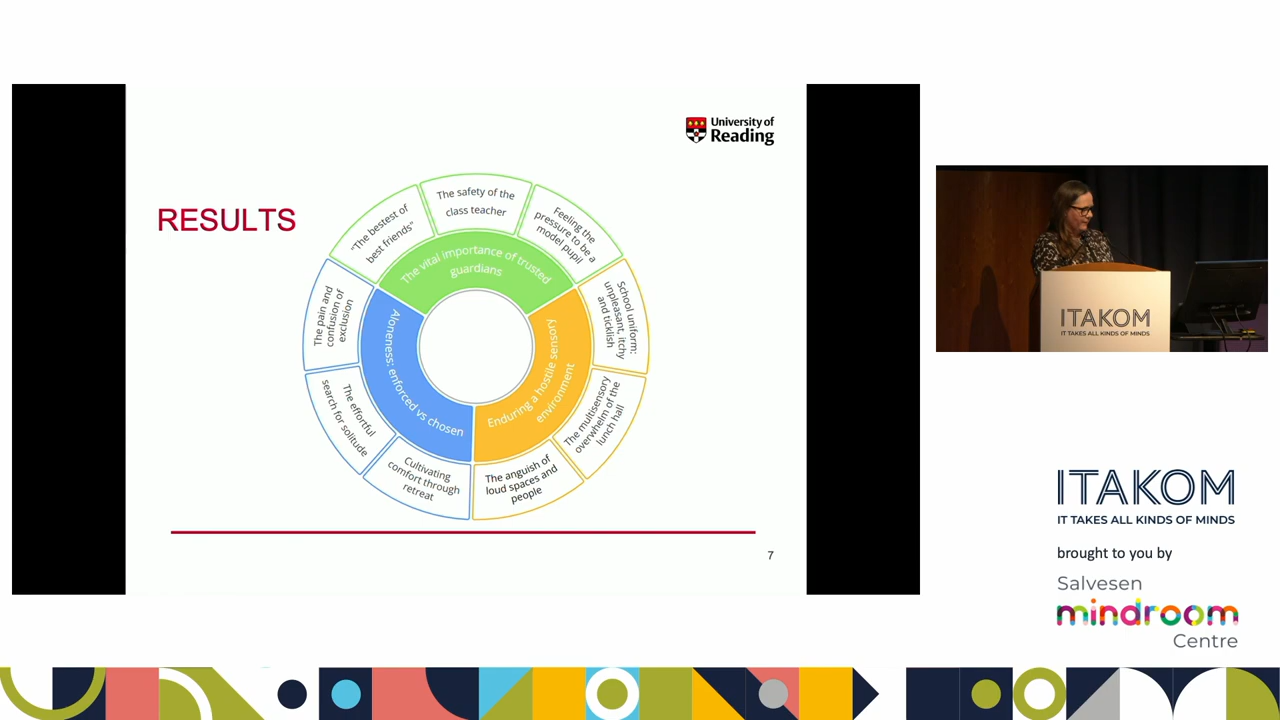 University of
Reading
RESULTS
The vital importance of trusted
guardians
"The bestest of
best friends"
The safety of the
class teacher
Feeling the
pressure to be a
model pupil
Enduring a hostile sensory
environment
School uniform:
unpleasant, itchy
and ticklish
The multisensory
overwhelm of the
lunch hall
The anguish of
loud spaces and
people
Aloneness: enforced vs chosen
Cultivating
comfort through
retreat
The effortful
search for solitude
The pain and
confusion of
exclusion
7
ITAKOM
IT TAKES ALL KINDS OF MINDS
ITAKOM
IT TAKES ALL KINDS OF MINDS
brought to you by
Salvesen
mindroom
Centre